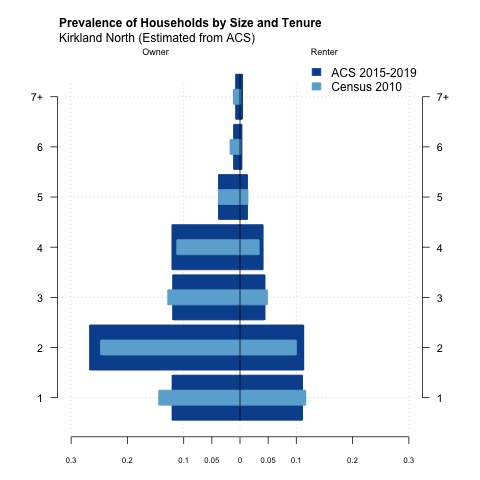 Prevalence of Households by Size and Tenure
Kirkland North (Estimated from ACS)
Owner Renter
ACS 2015-2019
Census 2010
7+ 7+
6 6
5 5
4 4
3 3
2 2
1 1
0.3 0.2 0.1 0.05 0 0.05 0.1 0.2 0.3